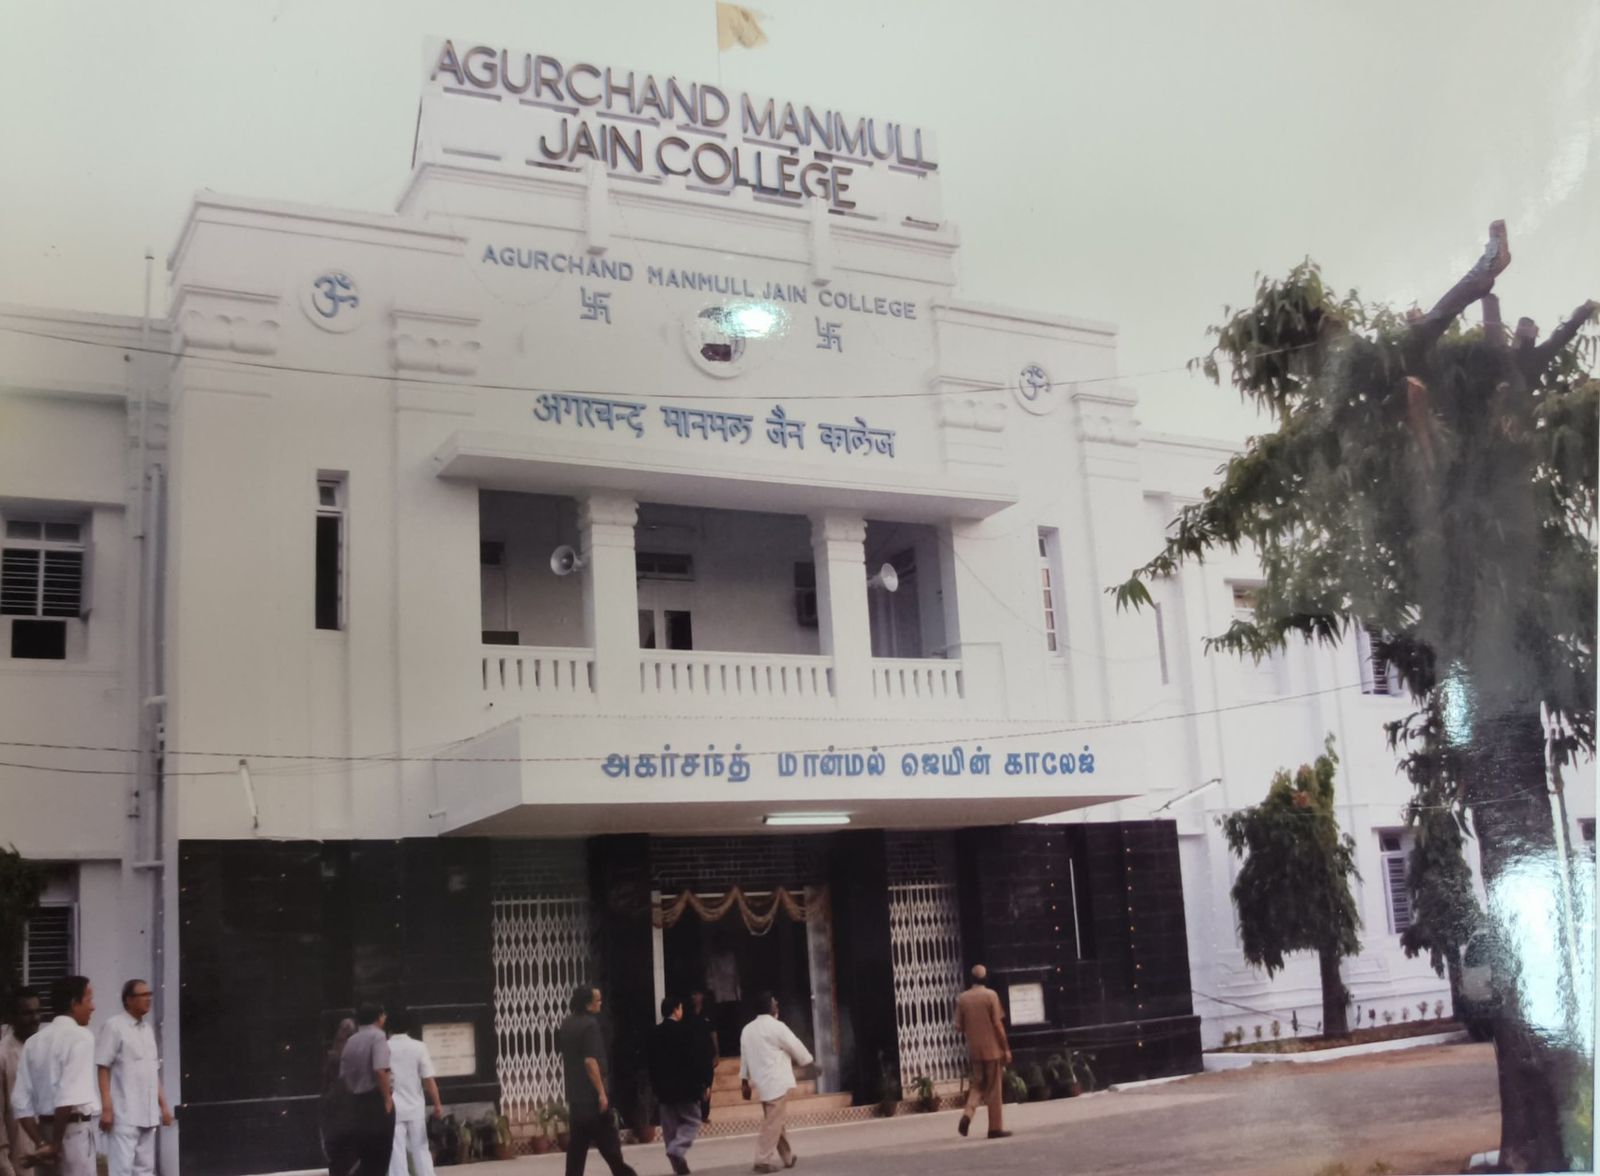 AGURCHAND MANMULL
JAIN COLLEGE
AGURCHAND MANMULL JAIN COLLEGE
ॐ
ॐ
अगरचन्द मानमल जैन कालेज
அகர்சந்த் மான்மல் ஜெயின் காலேஜ்